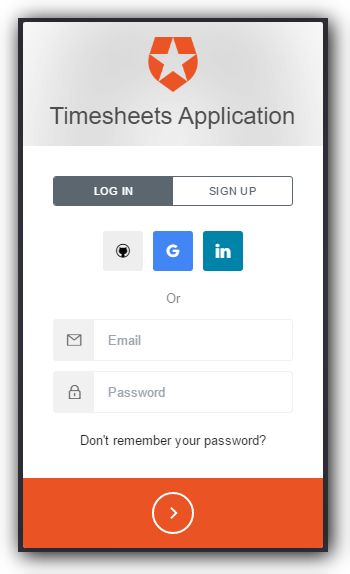 Timesheets Application
LOG IN
SIGN UP
G
in
Or
Email
Password
Don't remember your password?